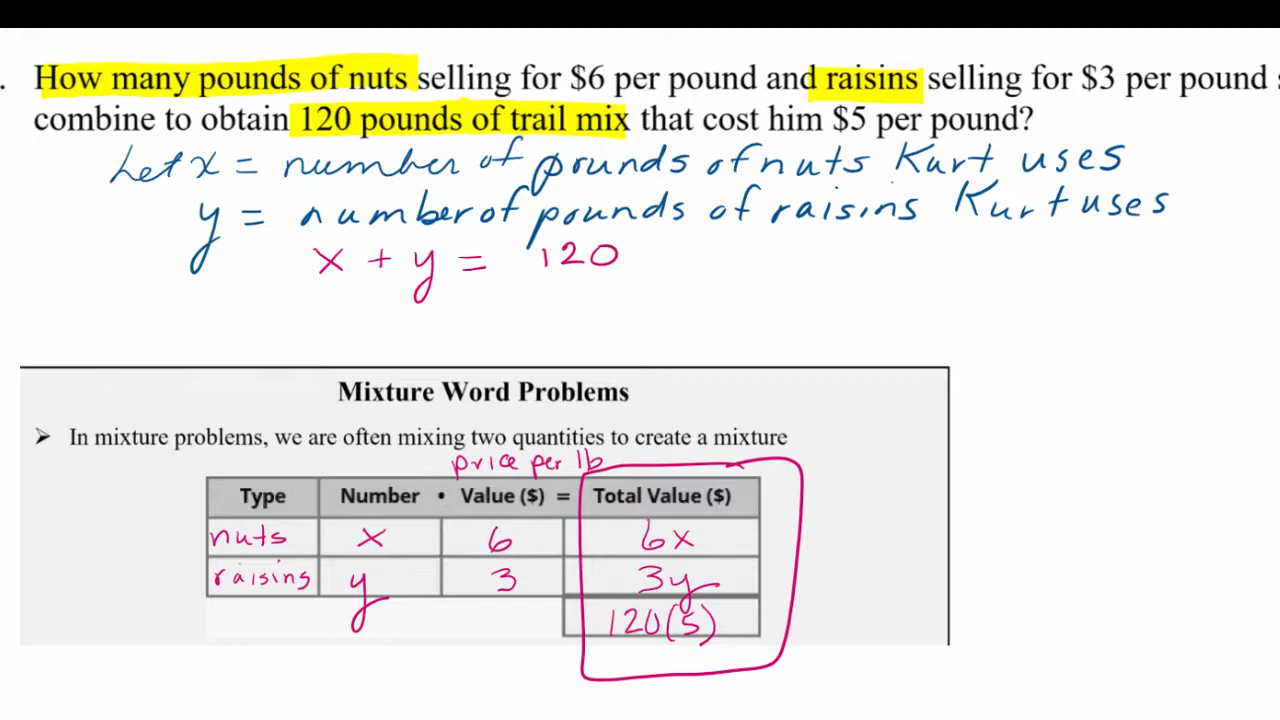 . How many pounds of nuts selling for $6 per pound and raisins selling for $3 per pound s
combine to obtain 120 pounds of trail mix that cost him $5 per pound?
Let x = number of pounds of nuts Kurt uses
y = number of pounds of raisins Kurt uses
x + y = 120
Mixture Word Problems
➢ In mixture problems, we are often mixing two quantities to create a mixture
price per lb
Type Number • Value ($) = Total Value ($)
nuts x 6 6x
raising y 3 3y
120(5)